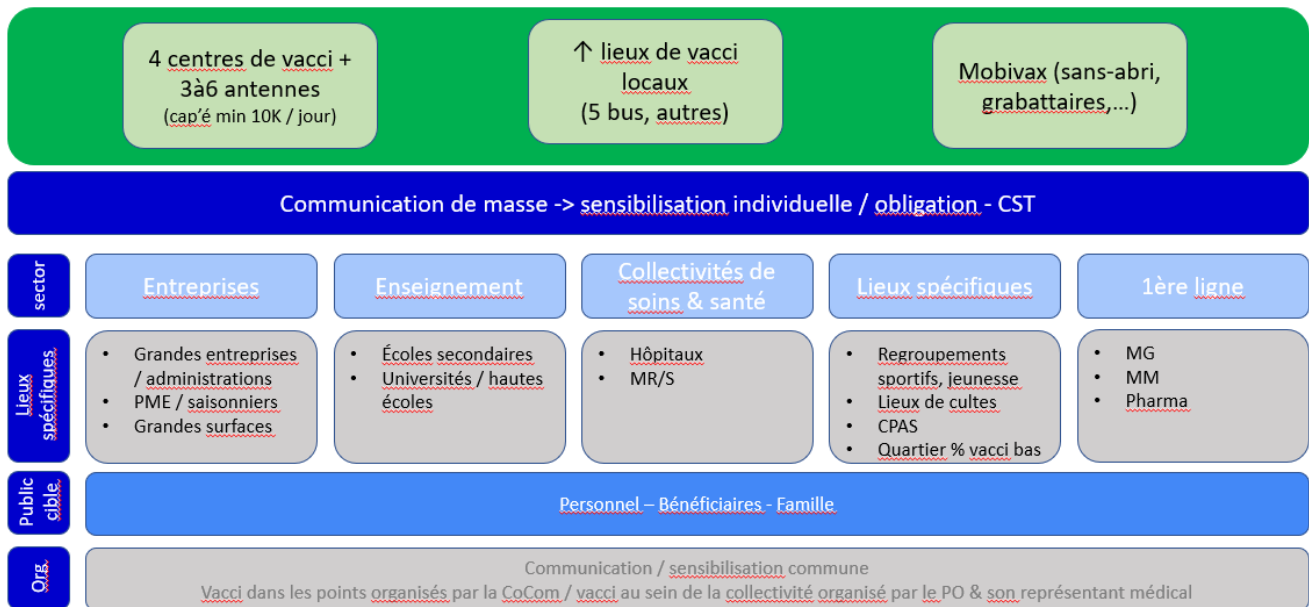 4 centres de vacci +
3à6 antennes
(cap'é min 10K / jour)
↑ lieux de vacci
locaux
(5 bus, autres)
Mobivax (sans-abri,
grabattaires,...)
Communication de masse -> sensibilisation individuelle / obligation - CST
sector
Entreprises
Enseignement
Collectivités de
soins & santé
Lieux spécifiques
1ère ligne
Lieux
spécifiques
• Grandes entreprises
/ administrations
• PME / saisonniers
• Grandes surfaces
• Écoles secondaires
• Universités / hautes
écoles
• Hôpitaux
• MR/S
• Regroupements
sportifs, jeunesse
• Lieux de cultes
• CPAS
• Quartier % vacci bas
• MG
• MM
• Pharma
Public
cible
Personnel – Bénéficiaires - Famille
Org.
Communication / sensibilisation commune
Vacci dans les points organisés par la CoCom / vacci au sein de la collectivité organisé par le PO & son représentant médical